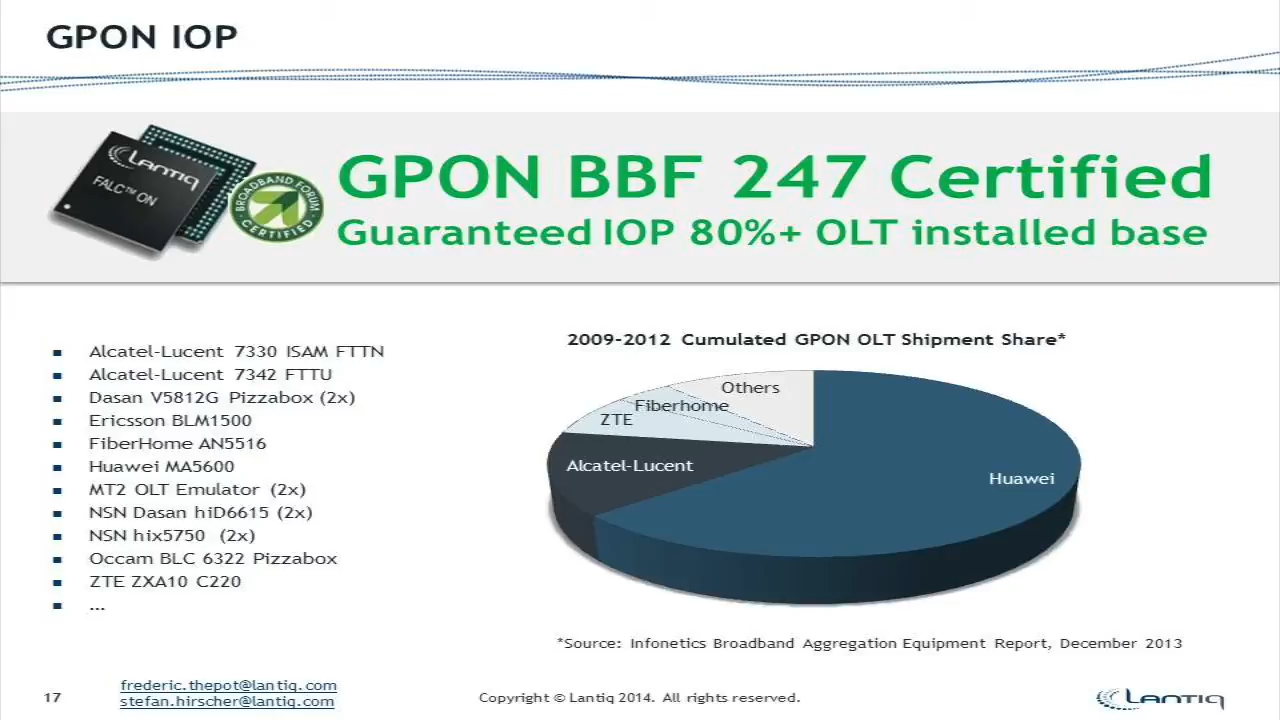 GPON IOP
LANTIQ
FALC™ ON
BROADBAND FORUM
CERTIFIED
GPON BBF 247 Certified
Guaranteed IOP 80%+ OLT installed base
Alcatel-Lucent 7330 ISAM FTTN
Alcatel-Lucent 7342 FTTU
Dasan V5812G Pizzabox (2x)
Ericsson BLM1500
FiberHome AN5516
Huawei MA5600
MT2 OLT Emulator (2x)
NSN Dasan hiD6615 (2x)
NSN hix5750 (2x)
Occam BLC 6322 Pizzabox
ZTE ZXA10 C220
...
2009-2012 Cumulated GPON OLT Shipment Share*
Others
Fiberhome
ZTE
Alcatel-Lucent
Huawei
*Source: Infonetics Broadband Aggregation Equipment Report, December 2013
17
frederic.thepot@lantiq.com
stefan.hirscher@lantiq.com
Copyright © Lantiq 2014. All rights reserved.
LANTIQ